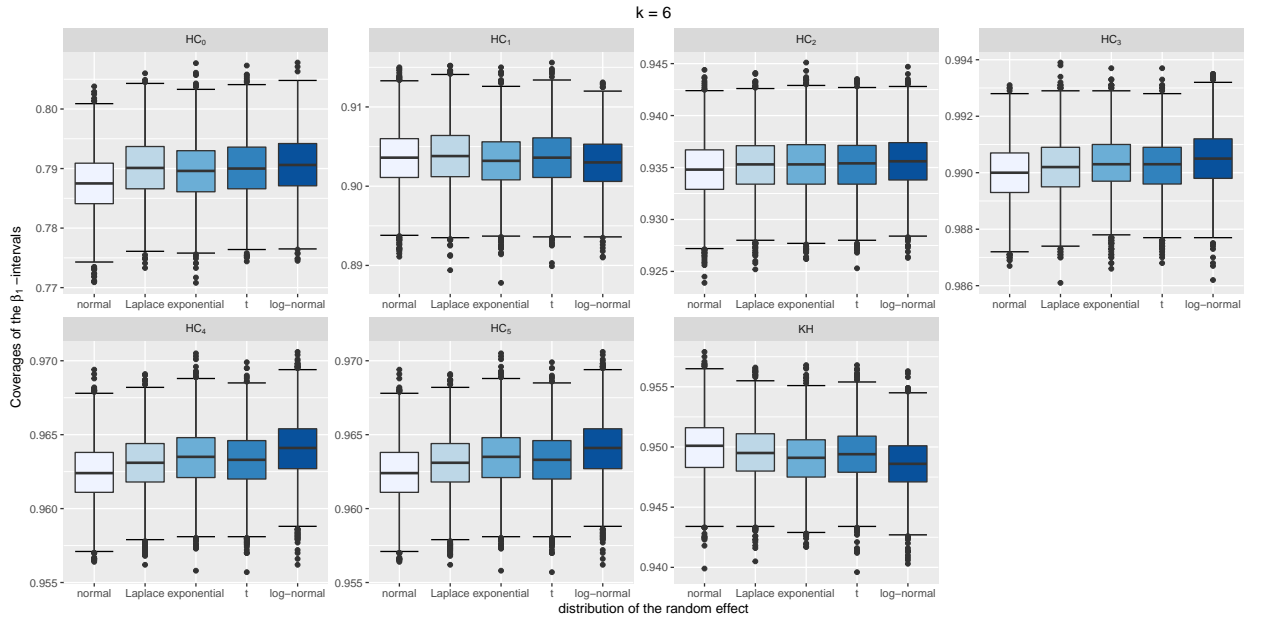 k = 6
HC₀
HC₁
HC₂
HC₃
Coverages of the β₁ −intervals
0.80
0.79
0.78
0.77
normal Laplace exponential t log−normal
0.91
0.90
0.89
normal Laplace exponential t log−normal
0.945
0.940
0.935
0.930
0.925
normal Laplace exponential t log−normal
0.994
0.992
0.990
0.988
0.986
normal Laplace exponential t log−normal
HC₄
HC₅
KH
0.970
0.965
0.960
0.955
normal Laplace exponential t log−normal
0.970
0.965
0.960
0.955
normal Laplace exponential t log−normal
0.955
0.950
0.945
0.940
normal Laplace exponential t log−normal
distribution of the random effect